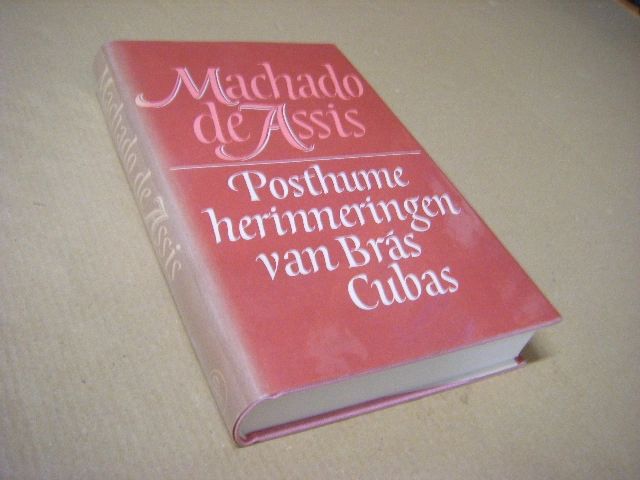 Machado
de Assis
Posthume
herinneringen
van Brás
Cubas
Machado de Assis